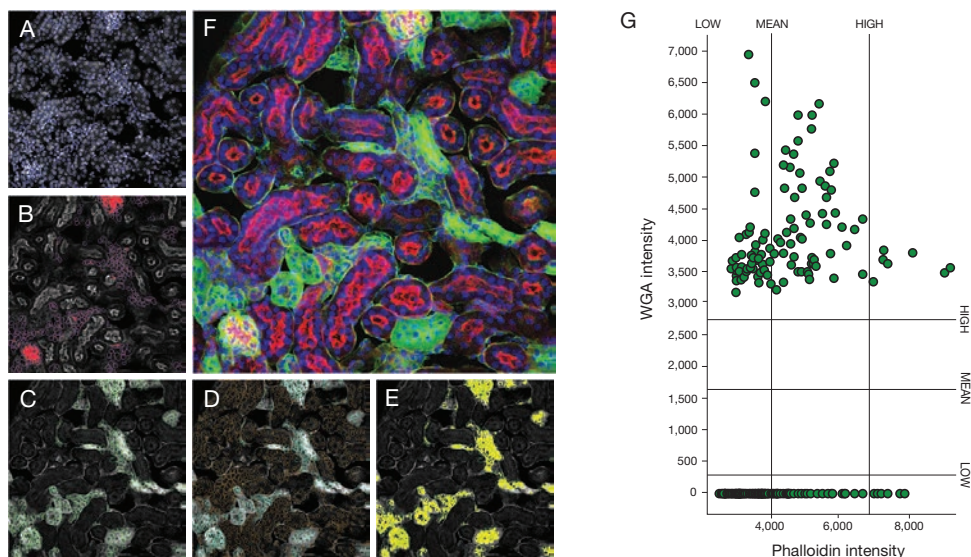 A
B
C
D
E
F
G
LOW
MEAN
HIGH
7,000
6,500
6,000
5,500
5,000
4,500
4,000
3,500
3,000
2,500
2,000
1,500
1,000
500
0
WGA intensity
HIGH
MEAN
LOW
4,000
6,000
8,000
Phalloidin intensity